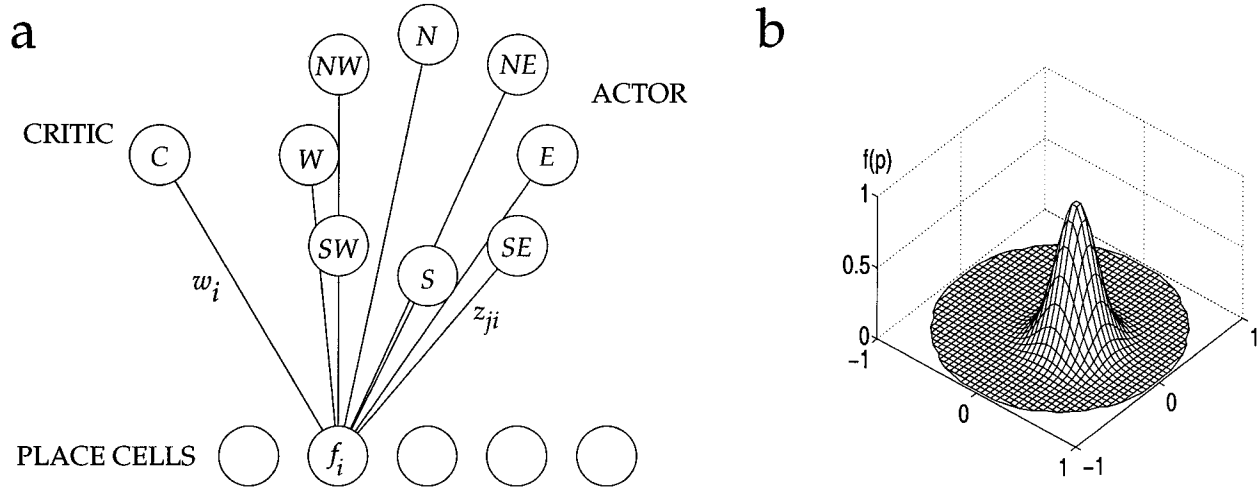 a
b
N
NW
NE
ACTOR
CRITIC
C
W
E
f(p)
1
SW
SE
S
0.5
w_i
z_ji
0
-1
1
0
0
PLACE CELLS
f_i
1
-1